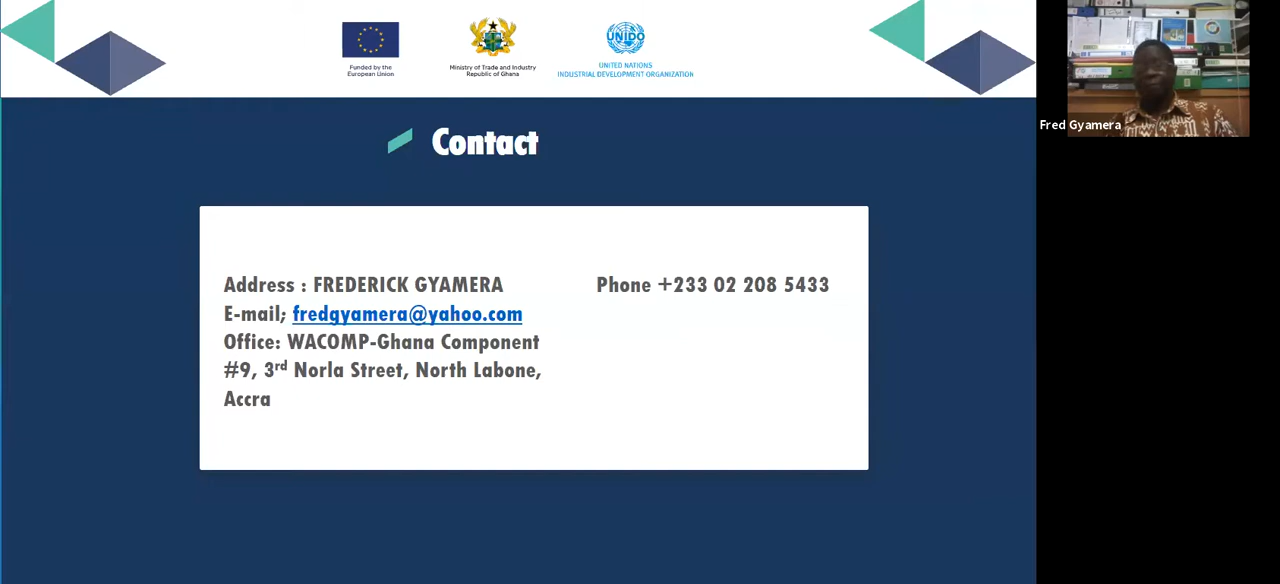 Funded by the
European Union
Ministry of Trade and Industry
Republic of Ghana
UNIDO
UNITED NATIONS
INDUSTRIAL DEVELOPMENT ORGANIZATION
Fred Gyamera
Contact
Address : FREDERICK GYAMERA
E-mail; fredgyamera@yahoo.com
Office: WACOMP-Ghana Component
#9, 3rd Norla Street, North Labone,
Accra
Phone +233 02 208 5433